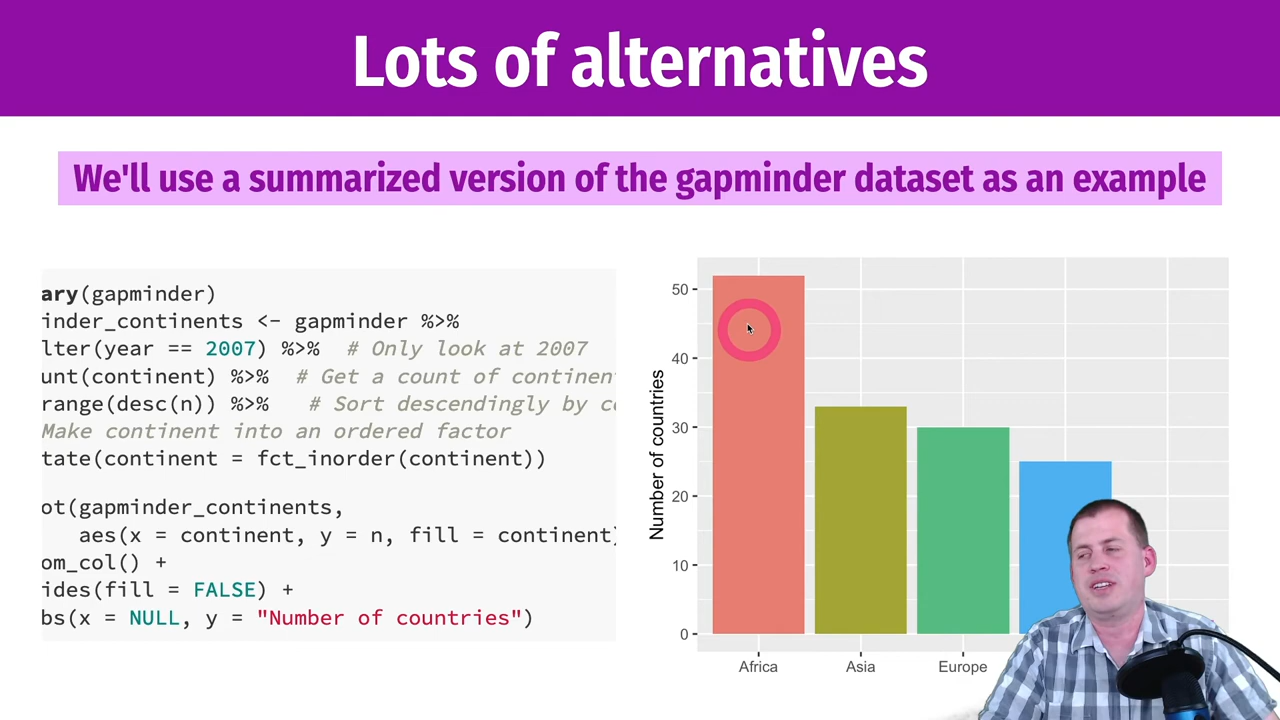 Lots of alternatives
We'll use a summarized version of the gapminder dataset as an example
ary(gapminder)
inder_continents <- gapminder %>%
lter(year == 2007) %>%  # Only look at 2007
unt(continent) %>%  # Get a count of continen
range(desc(n)) %>%   # Sort descendingly by c
Make continent into an ordered factor
tate(continent = fct_inorder(continent))
ot(gapminder_continents,
aes(x = continent, y = n, fill = continent)
om_col() +
ides(fill = FALSE) +
bs(x = NULL, y = "Number of countries")
Number of countries
50
40
30
20
10
0
Africa
Asia
Europe